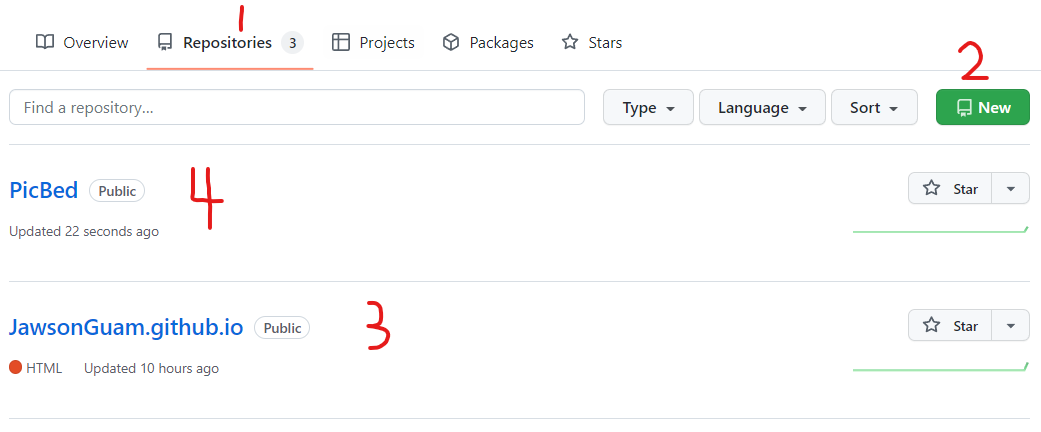 1
Overview Repositories 3 Projects Packages Stars
2
Find a repository... Type Language Sort New
PicBed Public 4 Star
Updated 22 seconds ago
JawsonGuam.github.io Public 3 Star
HTML Updated 10 hours ago